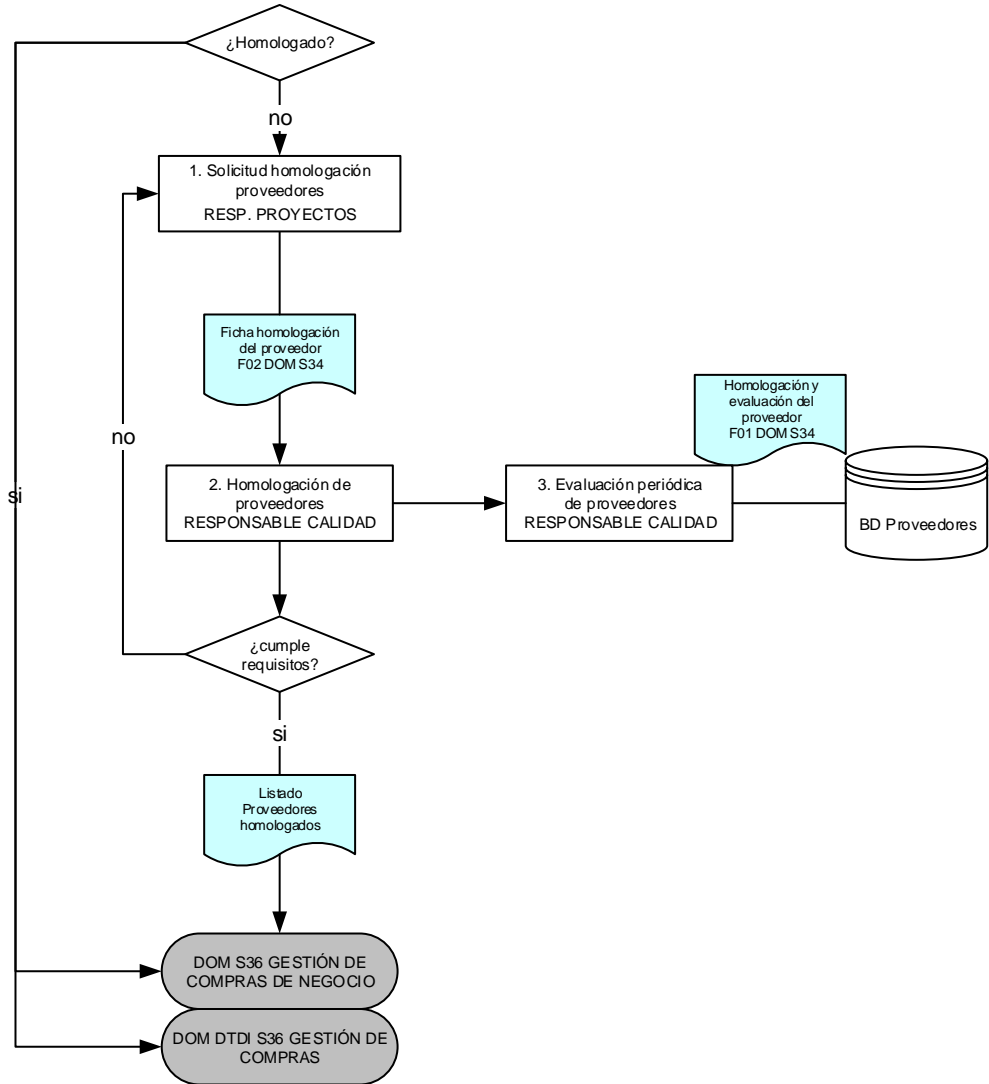 ¿Homologado?
no
1. Solicitud homologación
proveedores
RESP. PROYECTOS
Ficha homologación
del proveedor
F02 DOM S34
Homologación y
evaluación del
proveedor
F01 DOM S34
no
si
2. Homologación de
proveedores
RESPONSABLE CALIDAD
3. Evaluación periódica
de proveedores
RESPONSABLE CALIDAD
BD Proveedores
¿cumple
requisitos?
si
Listado
Proveedores
homologados
DOM S36 GESTIÓN DE
COMPRAS DE NEGOCIO
DOM DTDI S36 GESTIÓN DE
COMPRAS